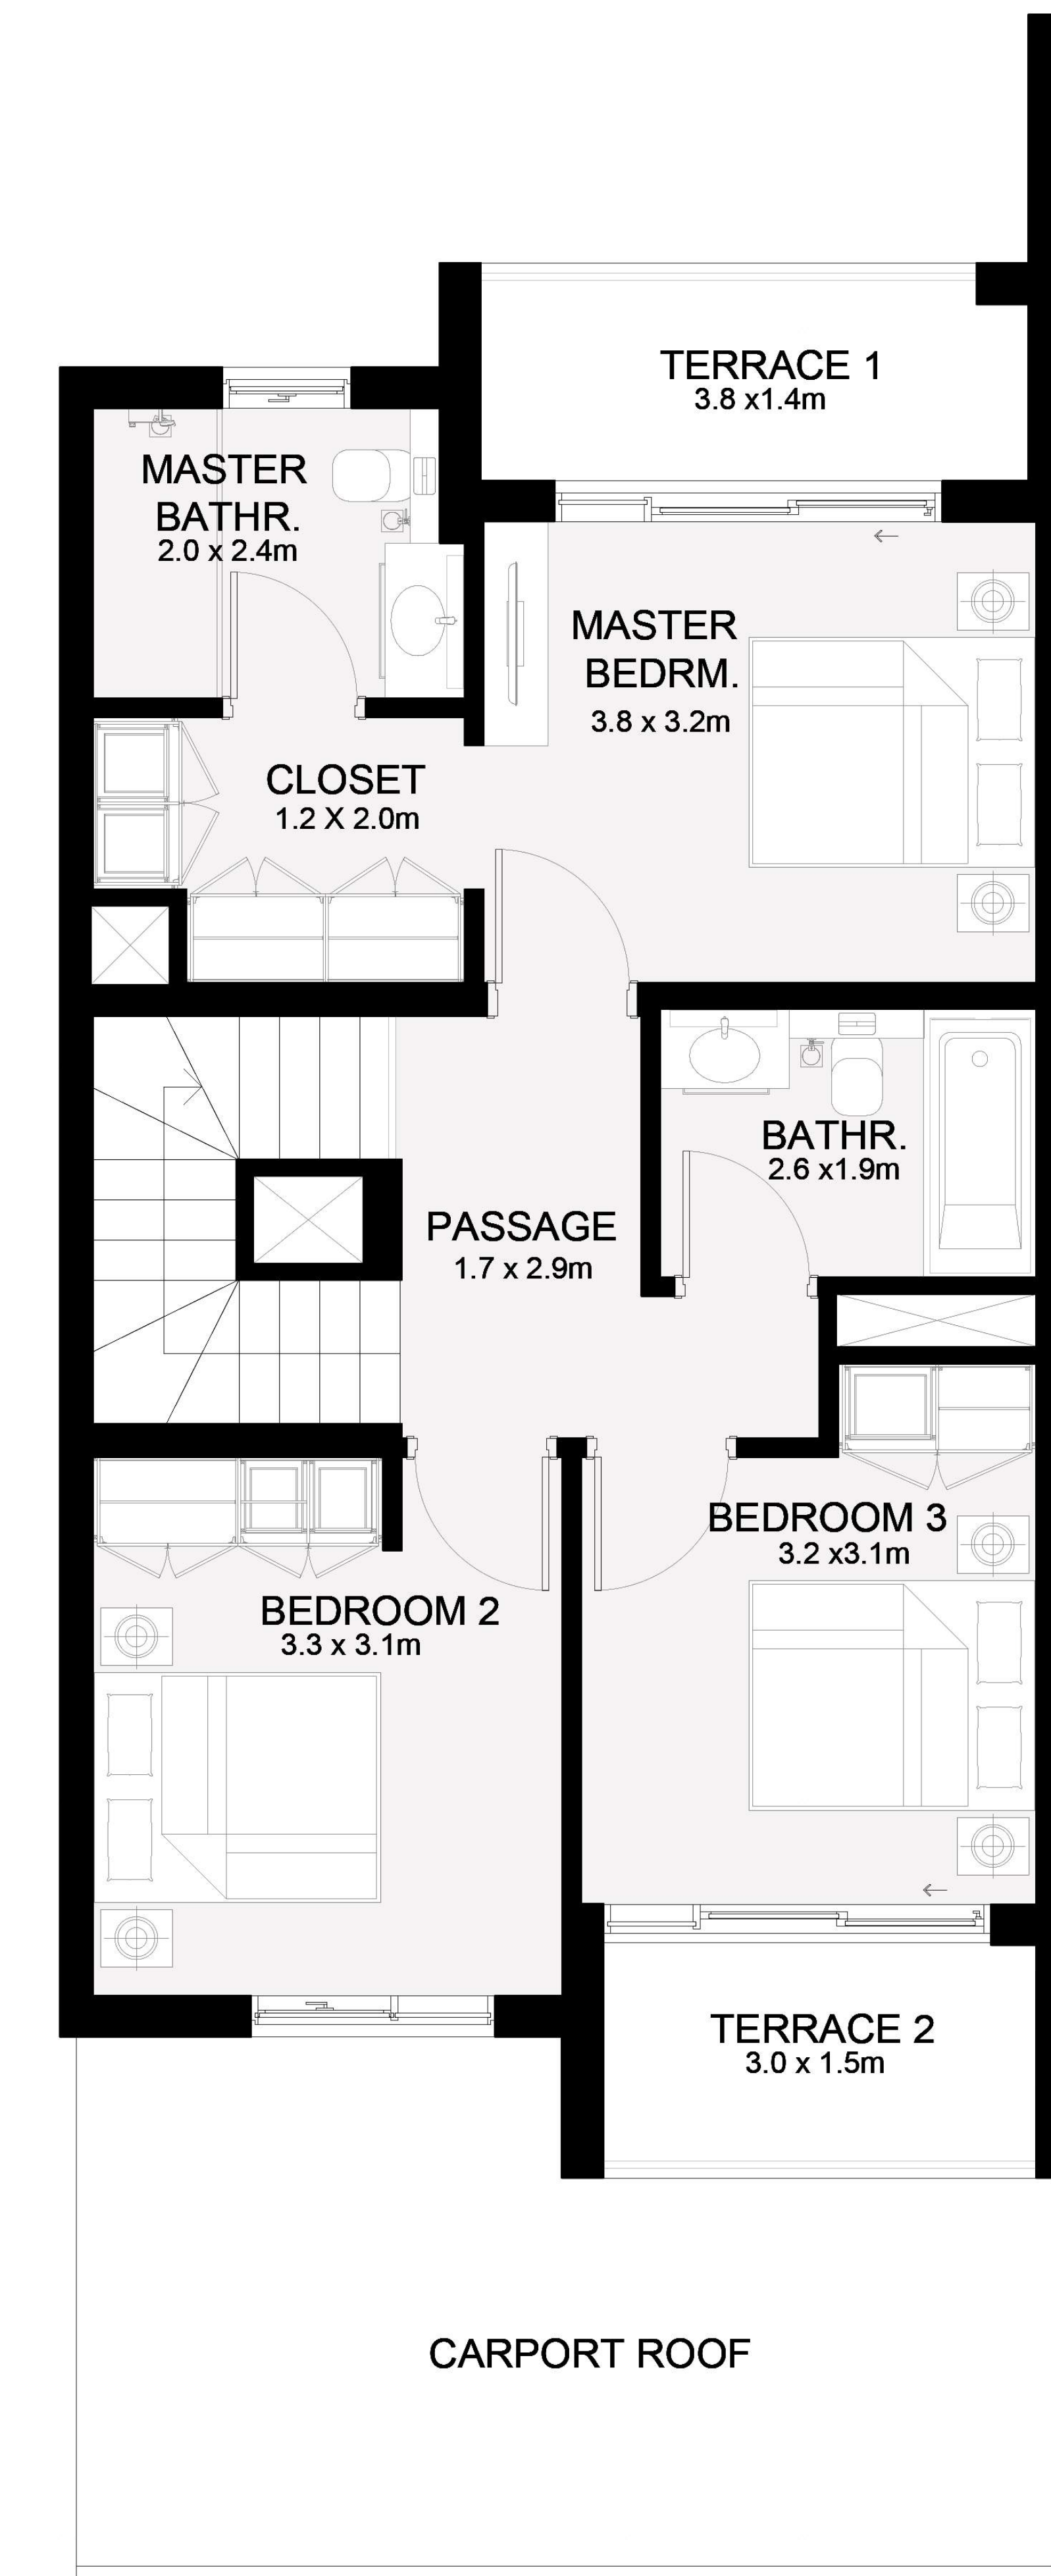 TERRACE 1
3.8 x1.4m
MASTER
BATHR.
2.0 x 2.4m
MASTER
BEDRM.
3.8 x 3.2m
CLOSET
1.2 X 2.0m
BATHR.
2.6 x1.9m
PASSAGE
1.7 x 2.9m
BEDROOM 3
3.2 x3.1m
BEDROOM 2
3.3 x 3.1m
TERRACE 2
3.0 x 1.5m
CARPORT ROOF